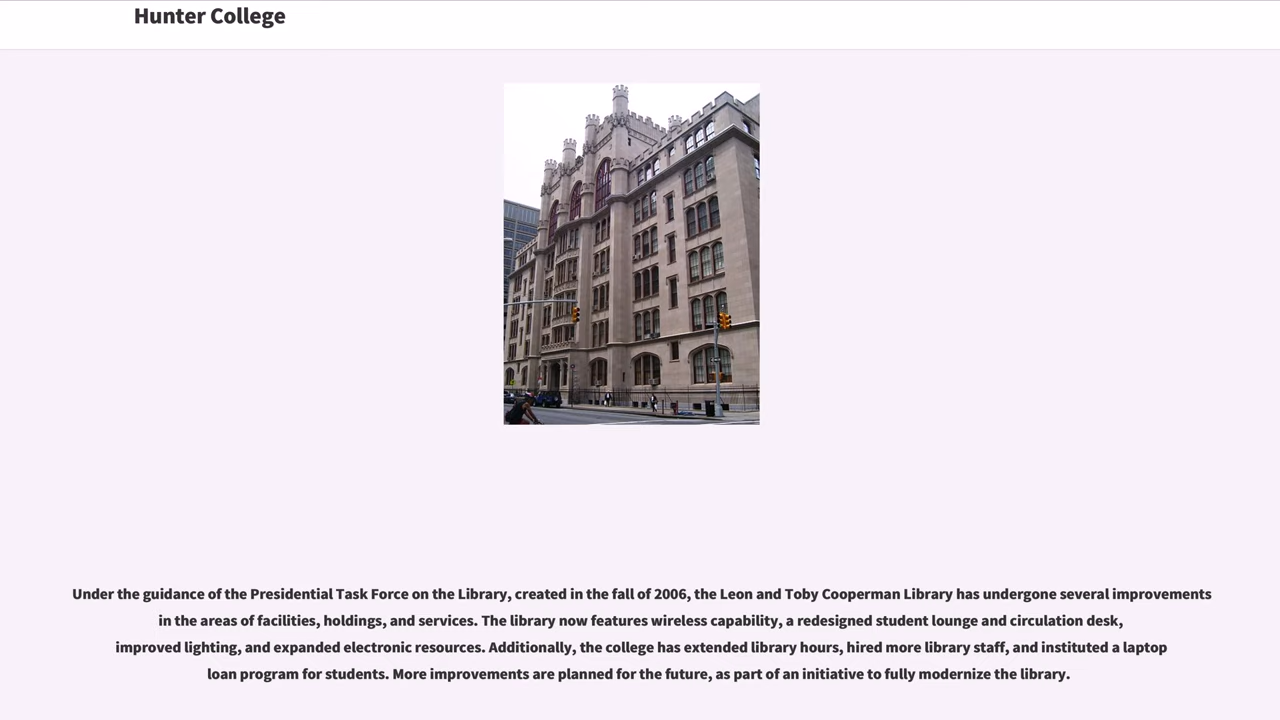 Hunter College
Under the guidance of the Presidential Task Force on the Library, created in the fall of 2006, the Leon and Toby Cooperman Library has undergone several improvements
in the areas of facilities, holdings, and services. The library now features wireless capability, a redesigned student lounge and circulation desk,
improved lighting, and expanded electronic resources. Additionally, the college has extended library hours, hired more library staff, and instituted a laptop
loan program for students. More improvements are planned for the future, as part of an initiative to fully modernize the library.